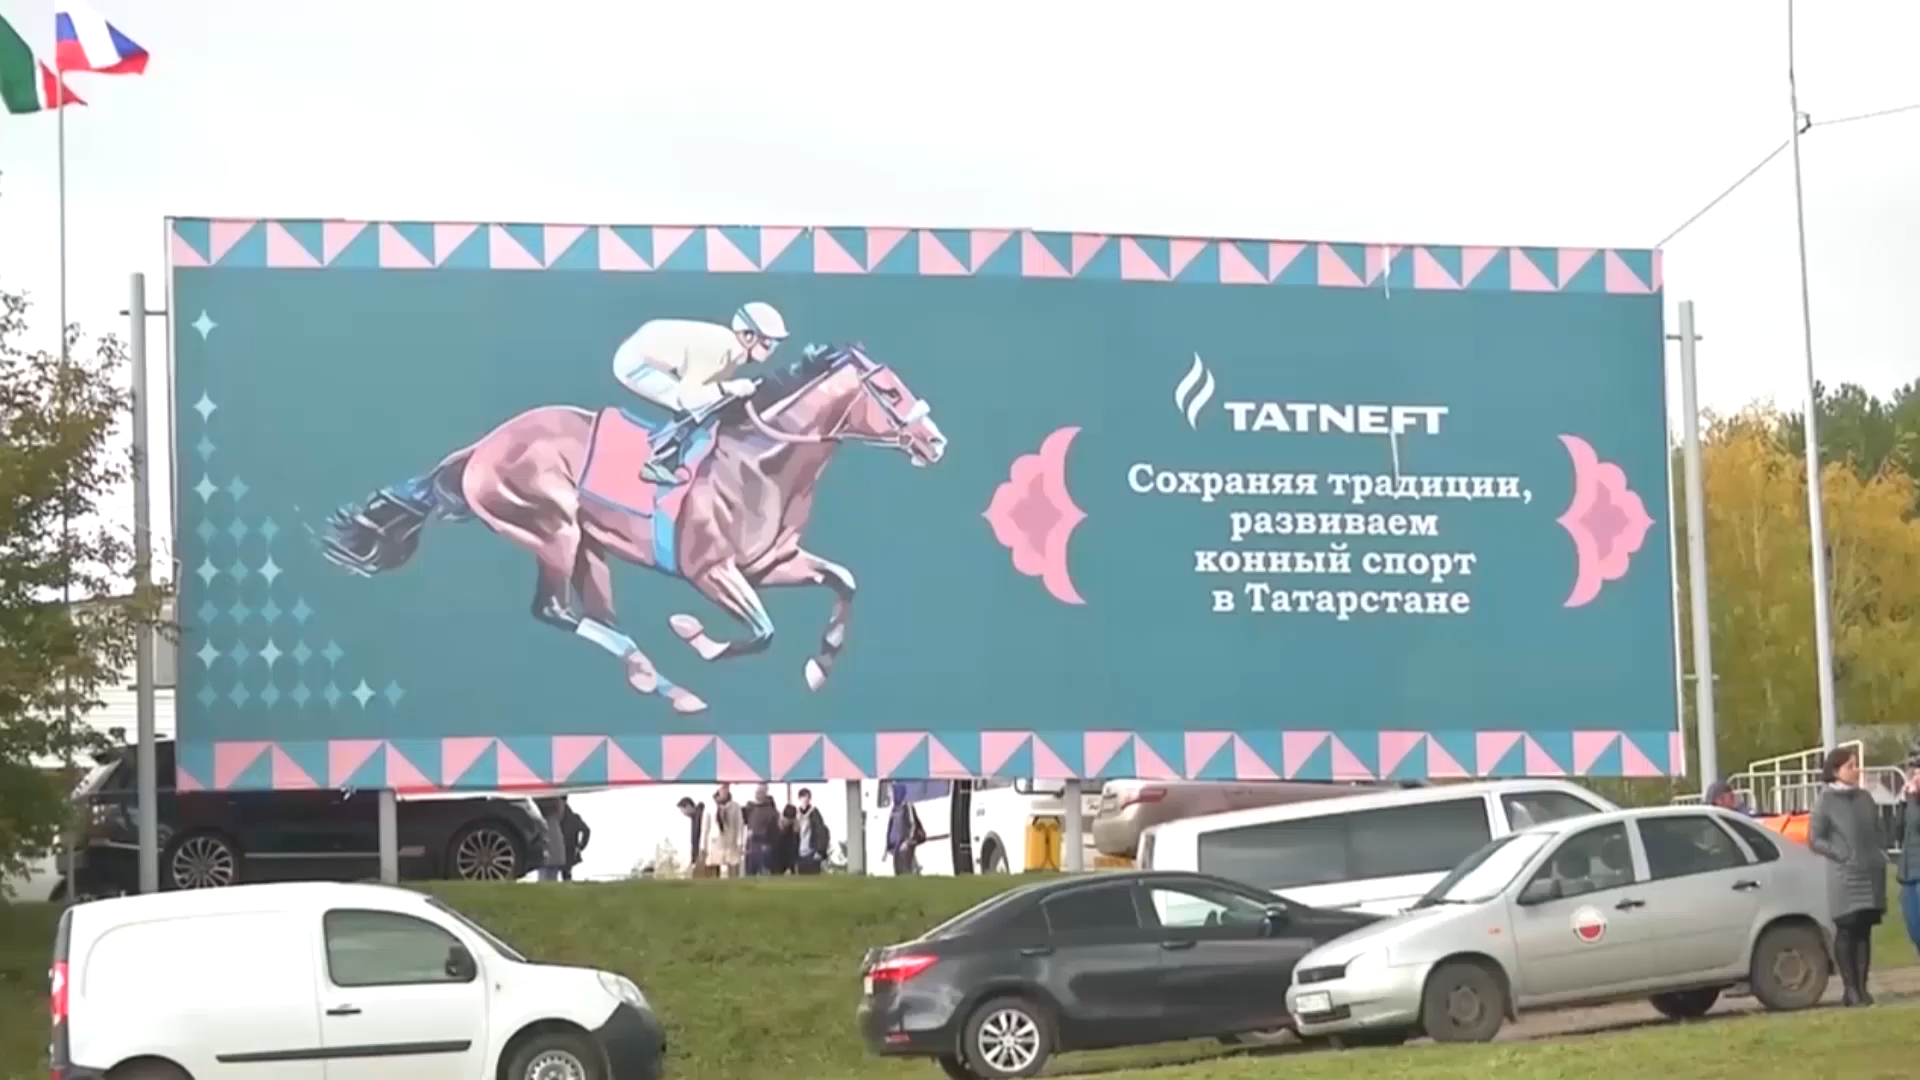 TATNEFT
Сохраняя традиции,
развиваем
конный спорт
в Татарстане